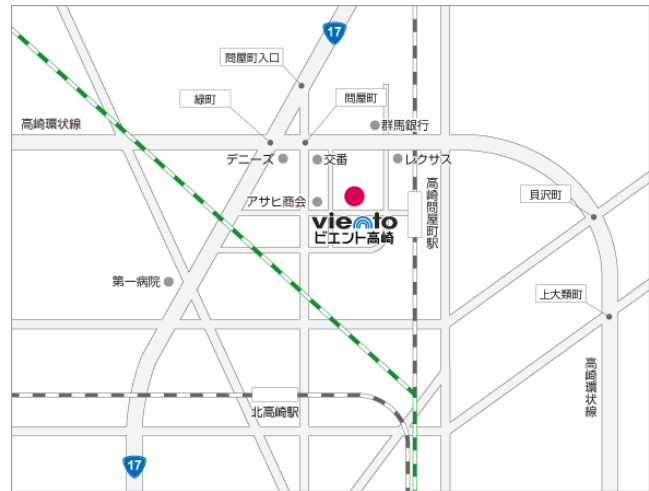 17
問屋町入口
緑町
問屋町
高崎環状線
群馬銀行
デニーズ
交番
レクサス
アサヒ商会
高崎問屋町駅
貝沢町
viento
ビエント高崎
第一病院
上大類町
高崎環状線
北高崎駅
17